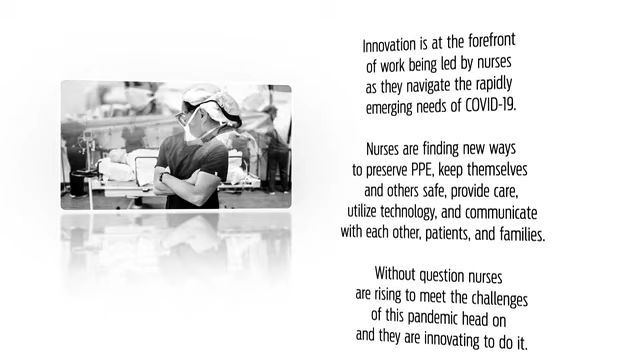 Innovation is at the forefront
of work being led by nurses
as they navigate the rapidly
emerging needs of COVID-19.
Nurses are finding new ways
to preserve PPE, keep themselves
and others safe, provide care,
utilize technology, and communicate
with each other, patients, and families.
Without question nurses
are rising to meet the challenges
of this pandemic head on
and they are innovating to do it.